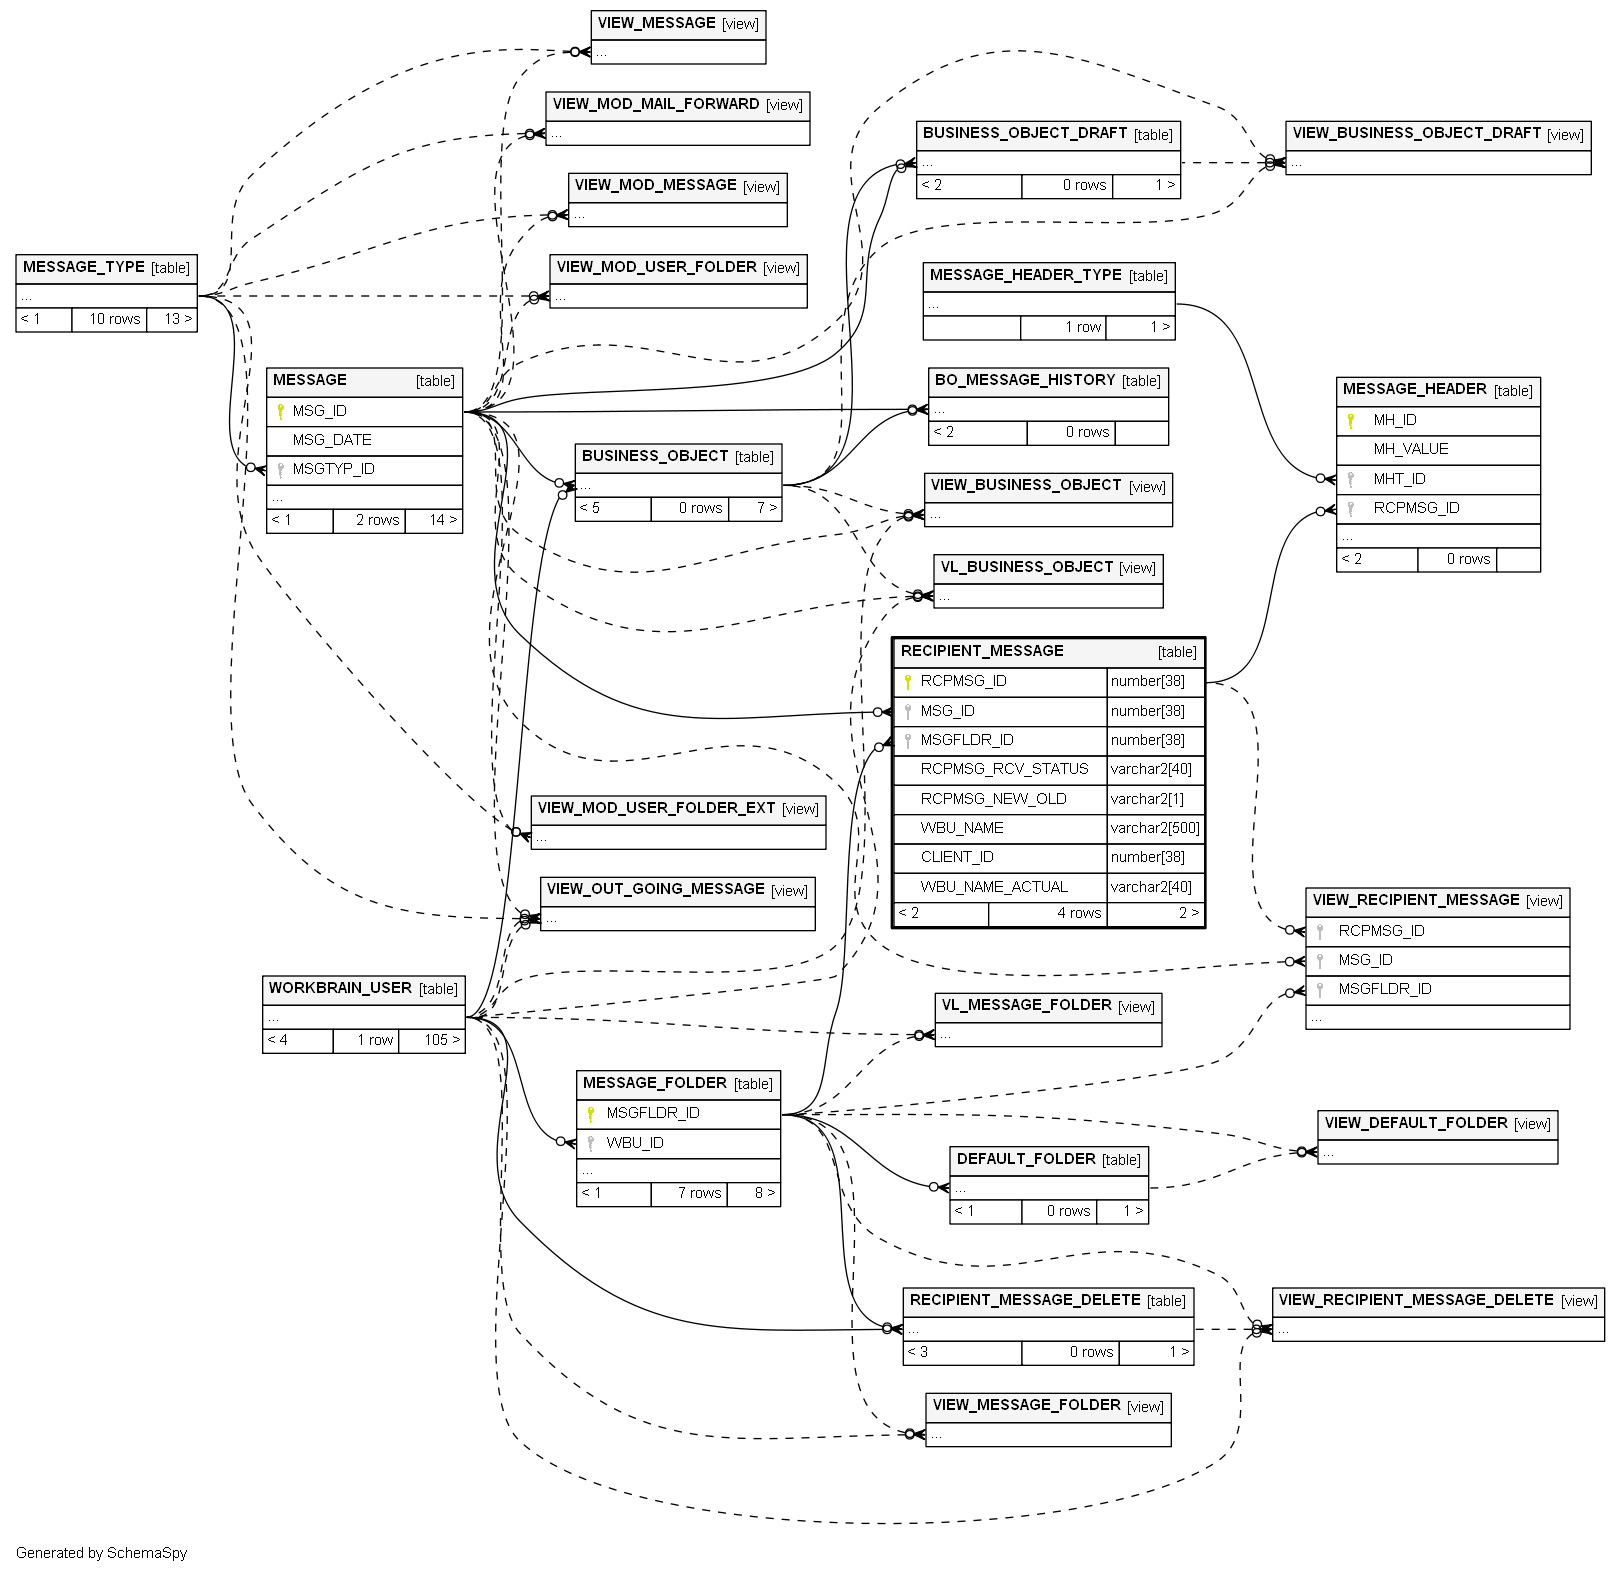 VIEW_MESSAGE [view]
...
VIEW_MOD_MAIL_FORWARD [view]
...
VIEW_MOD_MESSAGE [view]
...
VIEW_MOD_USER_FOLDER [view]
...
BUSINESS_OBJECT_DRAFT [table]
...
< 2 0 rows 1 >
VIEW_BUSINESS_OBJECT_DRAFT [view]
...
MESSAGE_TYPE [table]
...
< 1 10 rows 13 >
MESSAGE_HEADER_TYPE [table]
...
1 row 1 >
MESSAGE [table]
MSG_ID
MSG_DATE
MSGTYP_ID
...
< 1 2 rows 14 >
BO_MESSAGE_HISTORY [table]
...
< 2 0 rows
MESSAGE_HEADER [table]
MH_ID
MH_VALUE
MHT_ID
RCPMSG_ID
...
< 2 0 rows
BUSINESS_OBJECT [table]
...
< 5 0 rows 7 >
VIEW_BUSINESS_OBJECT [view]
...
VL_BUSINESS_OBJECT [view]
...
RECIPIENT_MESSAGE [table]
RCPMSG_ID number[38]
MSG_ID number[38]
MSGFLDR_ID number[38]
RCPMSG_RCV_STATUS varchar2[40]
RCPMSG_NEW_OLD varchar2[1]
WBU_NAME varchar2[500]
CLIENT_ID number[38]
WBU_NAME_ACTUAL varchar2[40]
< 2 4 rows 2 >
VIEW_MOD_USER_FOLDER_EXT [view]
...
VIEW_OUT_GOING_MESSAGE [view]
...
VIEW_RECIPIENT_MESSAGE [view]
RCPMSG_ID
MSG_ID
MSGFLDR_ID
...
WORKBRAIN_USER [table]
...
< 4 1 row 105 >
VL_MESSAGE_FOLDER [view]
...
MESSAGE_FOLDER [table]
MSGFLDR_ID
WBU_ID
...
< 1 7 rows 8 >
VIEW_DEFAULT_FOLDER [view]
...
DEFAULT_FOLDER [table]
...
< 1 0 rows 1 >
RECIPIENT_MESSAGE_DELETE [table]
...
< 3 0 rows 1 >
VIEW_RECIPIENT_MESSAGE_DELETE [view]
...
VIEW_MESSAGE_FOLDER [view]
...
Generated by SchemaSpy